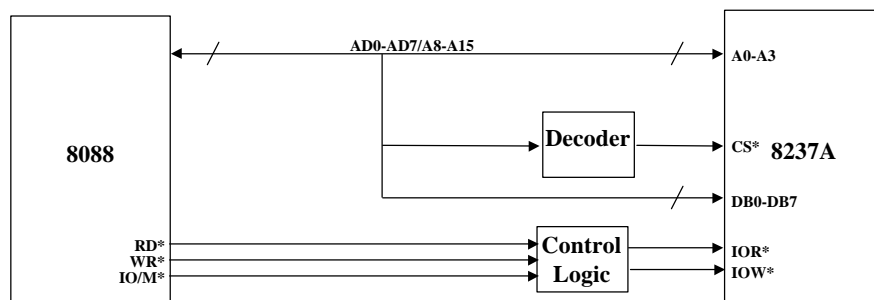 AD0-AD7/A8-A15
A0-A3
Decoder
8088
CS*
8237A
DB0-DB7
RD*
WR*
IO/M*
Control
Logic
IOR*
IOW*